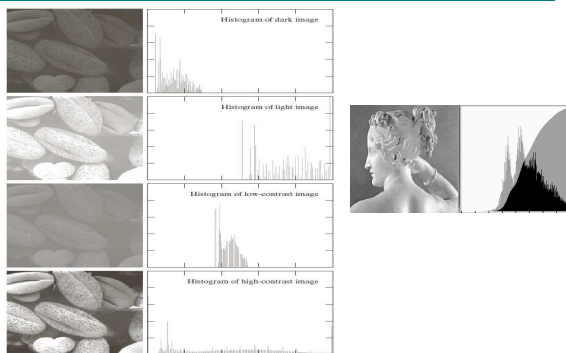 Histogram of dark image
Histogram of light image
Histogram of low-contrast image
Histogram of high-contrast image